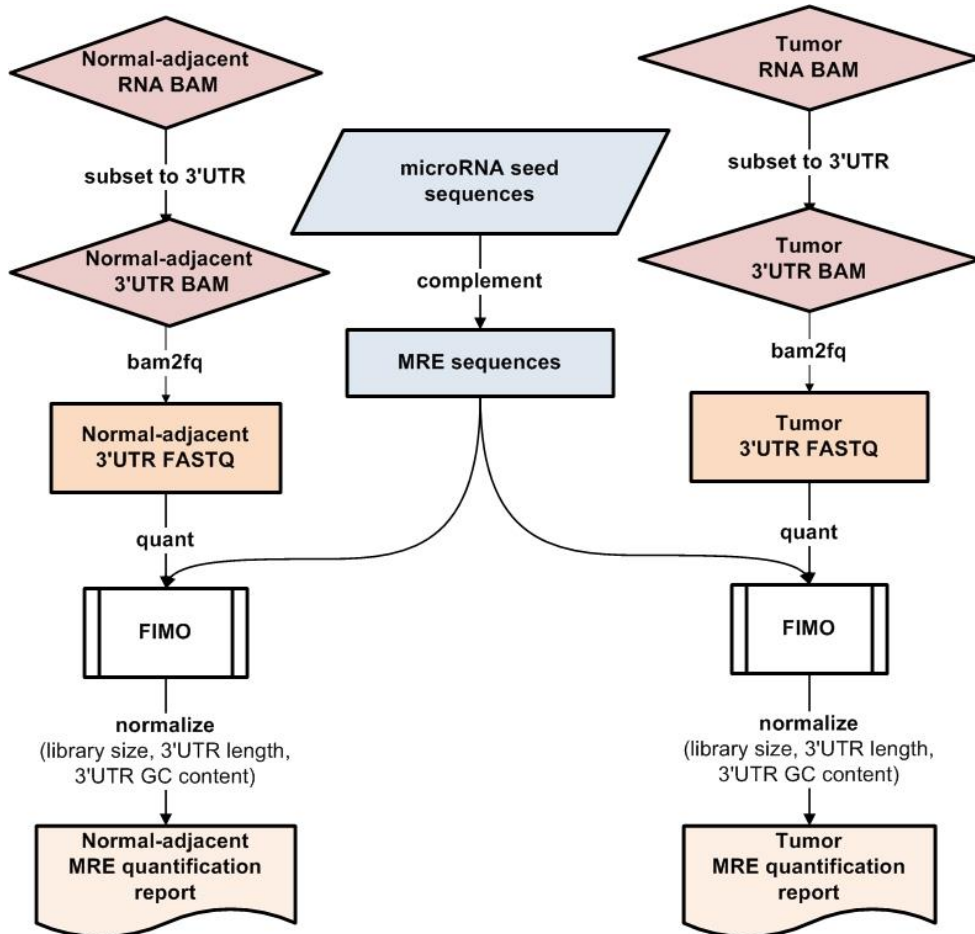 Normal-adjacent
RNA BAM
subset to 3'UTR
Normal-adjacent
3'UTR BAM
bam2fq
Normal-adjacent
3'UTR FASTQ
quant
FIMO
normalize
(library size, 3'UTR length,
3'UTR GC content)
Normal-adjacent
MRE quantification
report
microRNA seed
sequences
complement
MRE sequences
Tumor
RNA BAM
subset to 3'UTR
Tumor
3'UTR BAM
bam2fq
Tumor
3'UTR FASTQ
quant
FIMO
normalize
(library size, 3'UTR length,
3'UTR GC content)
Tumor
MRE quantification
report